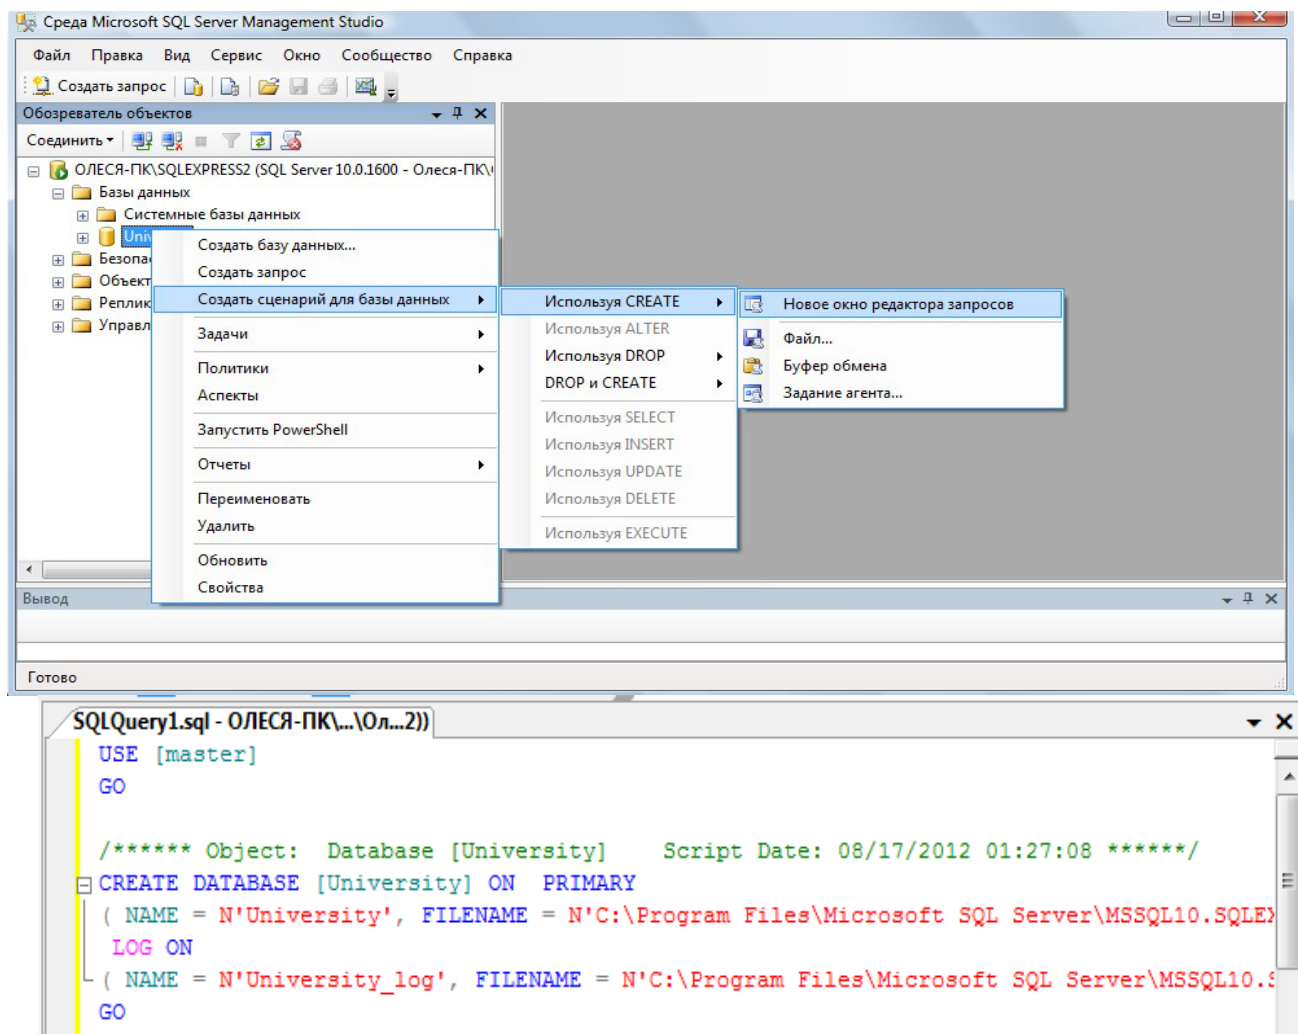 Среда Microsoft SQL Server Management Studio
Файл Правка Вид Сервис Окно Сообщество Справка
Создать запрос
Обозреватель объектов
Соединить
ОЛЕСЯ-ПК\SQLEXPRESS2 (SQL Server 10.0.1600 - Олеся-ПК\
Базы данных
Системные базы данных
Univ
Безопа
Объект
Реплик
Управл
Создать базу данных...
Создать запрос
Создать сценарий для базы данных
Задачи
Политики
Аспекты
Запустить PowerShell
Отчеты
Переименовать
Удалить
Обновить
Свойства
Используя CREATE
Используя ALTER
Используя DROP
DROP и CREATE
Используя SELECT
Используя INSERT
Используя UPDATE
Используя DELETE
Используя EXECUTE
Новое окно редактора запросов
Файл...
Буфер обмена
Задание агента...
Вывод
Готово
SQLQuery1.sql - ОЛЕСЯ-ПК\...\Ол...2))
USE [master]
GO
/****** Object: Database [University] Script Date: 08/17/2012 01:27:08 ******/
CREATE DATABASE [University] ON PRIMARY
( NAME = N'University', FILENAME = N'C:\Program Files\Microsoft SQL Server\MSSQL10.SQLEX
LOG ON
( NAME = N'University_log', FILENAME = N'C:\Program Files\Microsoft SQL Server\MSSQL10.S
GO